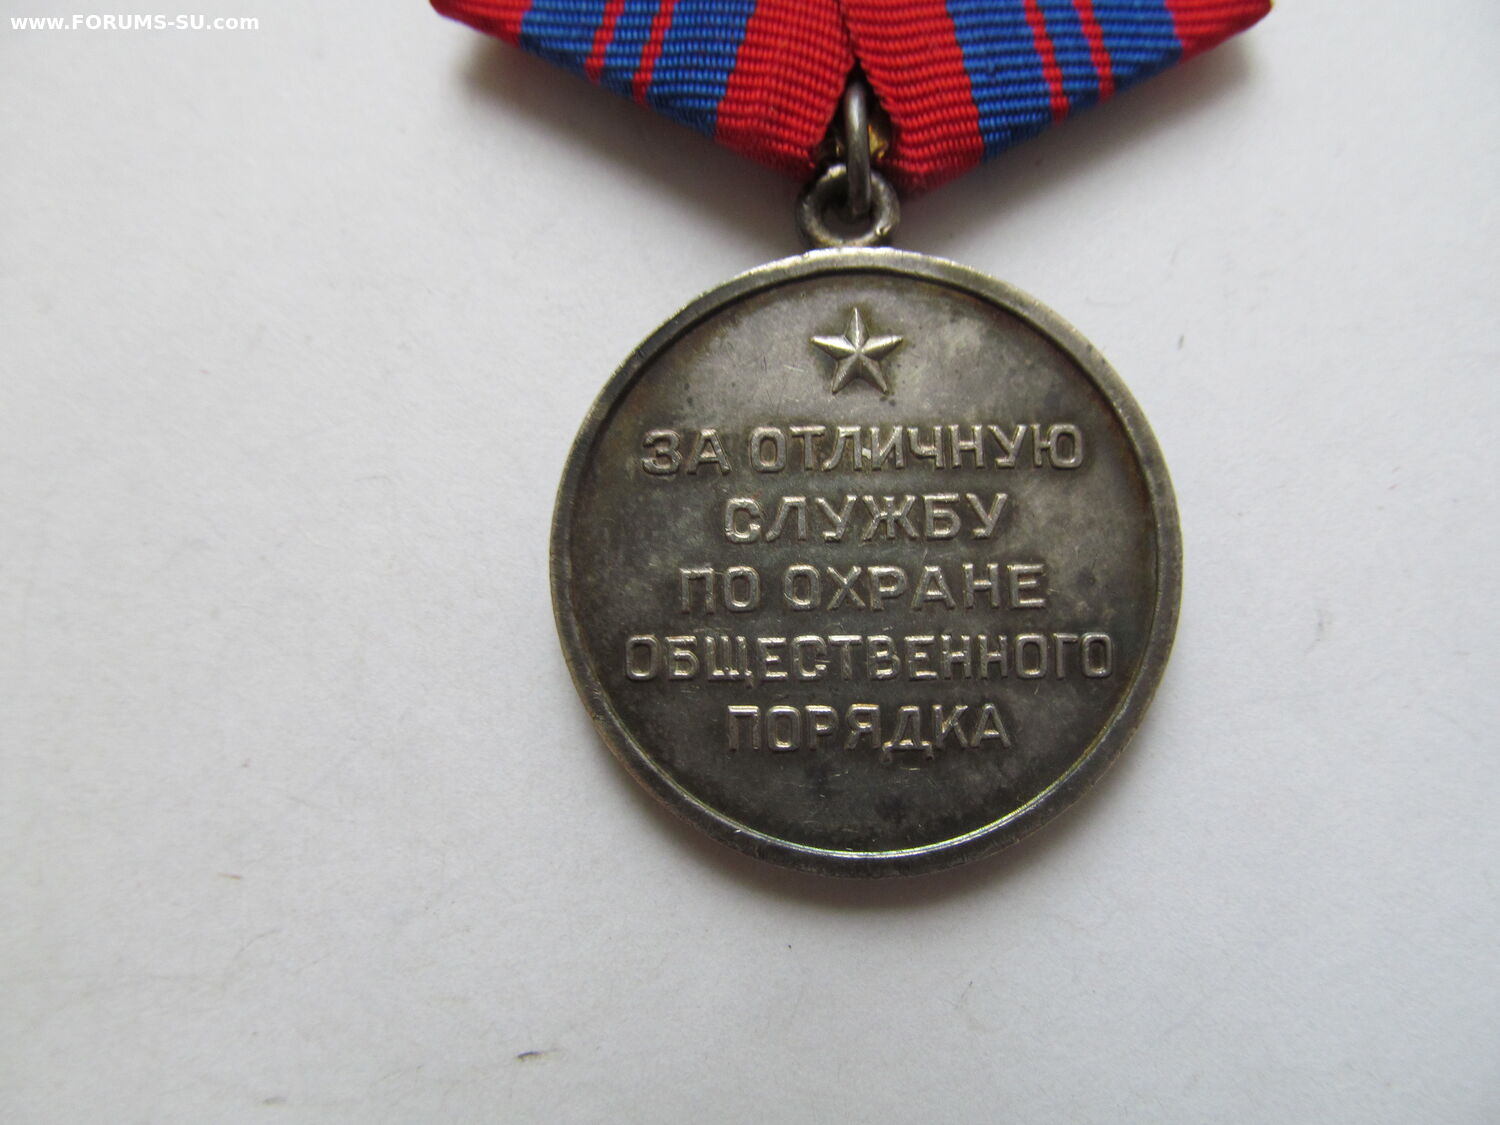 www.FORUMS-SU.com
ЗА ОТЛИЧНУЮ
СЛУЖБУ
ПО ОХРАНЕ
ОБЩЕСТВЕННОГО
ПОРЯДКА